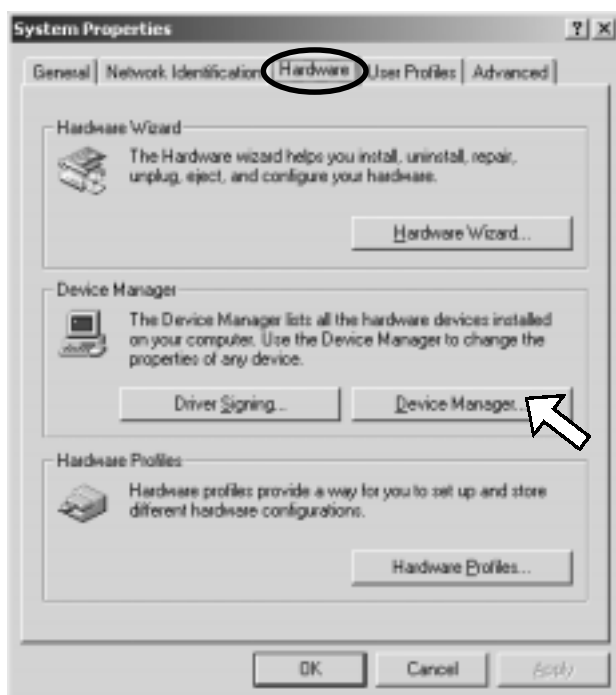 System Properties
General Network Identification Hardware User Profiles Advanced
Hardware Wizard
The Hardware wizard helps you install, uninstall, repair,
unplug, eject, and configure your hardware.
Hardware Wizard...
Device Manager
The Device Manager lists all the hardware devices installed
on your computer. Use the Device Manager to change the
properties of any device.
Driver Signing... Device Manager...
Hardware Profiles
Hardware profiles provide a way for you to set up and store
different hardware configurations.
Hardware Profiles...
OK Cancel Apply